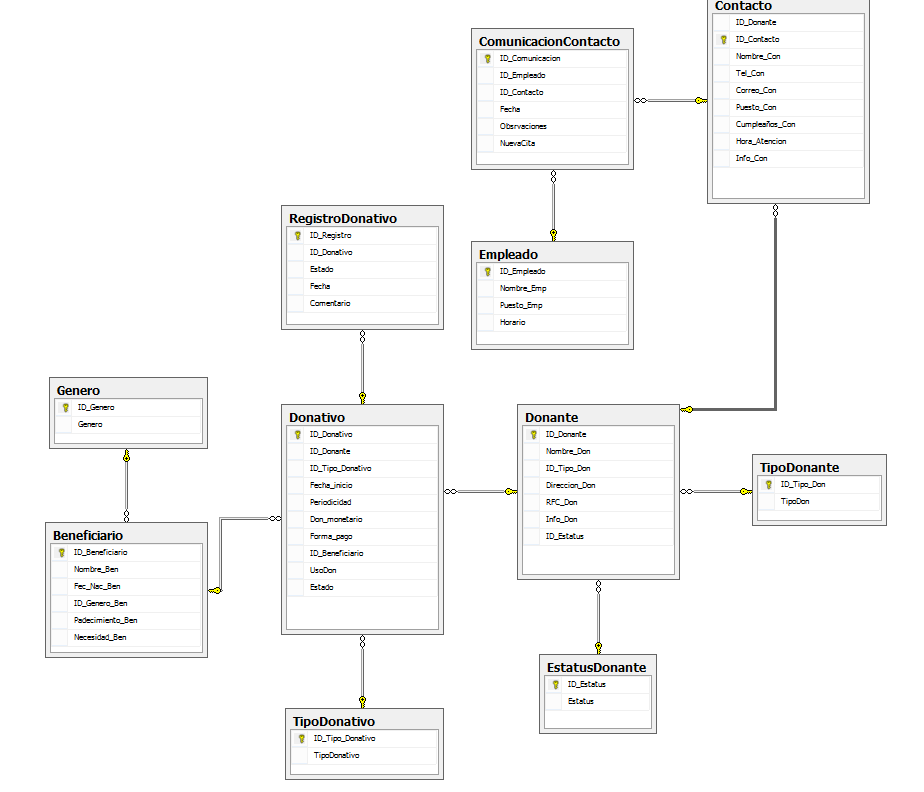 Contacto
ID_Donante
ID_Contacto
Nombre_Con
Tel_Con
Correo_Con
Puesto_Con
Cumpleaños_Con
Hora_Atencion
Info_Con
ComunicacionContacto
ID_Comunicacion
ID_Empleado
ID_Contacto
Fecha
Obsrvaciones
NuevaCita
RegistroDonativo
ID_Registro
ID_Donativo
Estado
Fecha
Comentario
Empleado
ID_Empleado
Nombre_Emp
Puesto_Emp
Horario
Genero
ID_Genero
Genero
Donativo
ID_Donativo
ID_Donante
ID_Tipo_Donativo
Fecha_inicio
Periodicidad
Don_monetario
Forma_pago
ID_Beneficiario
UsoDon
Estado
Donante
ID_Donante
Nombre_Don
ID_Tipo_Don
Direccion_Don
RFC_Don
Info_Don
ID_Estatus
TipoDonante
ID_Tipo_Don
TipoDon
Beneficiario
ID_Beneficiario
Nombre_Ben
Fec_Nac_Ben
ID_Genero_Ben
Padecimiento_Ben
Necesidad_Ben
EstatusDonante
ID_Estatus
Estatus
TipoDonativo
ID_Tipo_Donativo
TipoDonativo